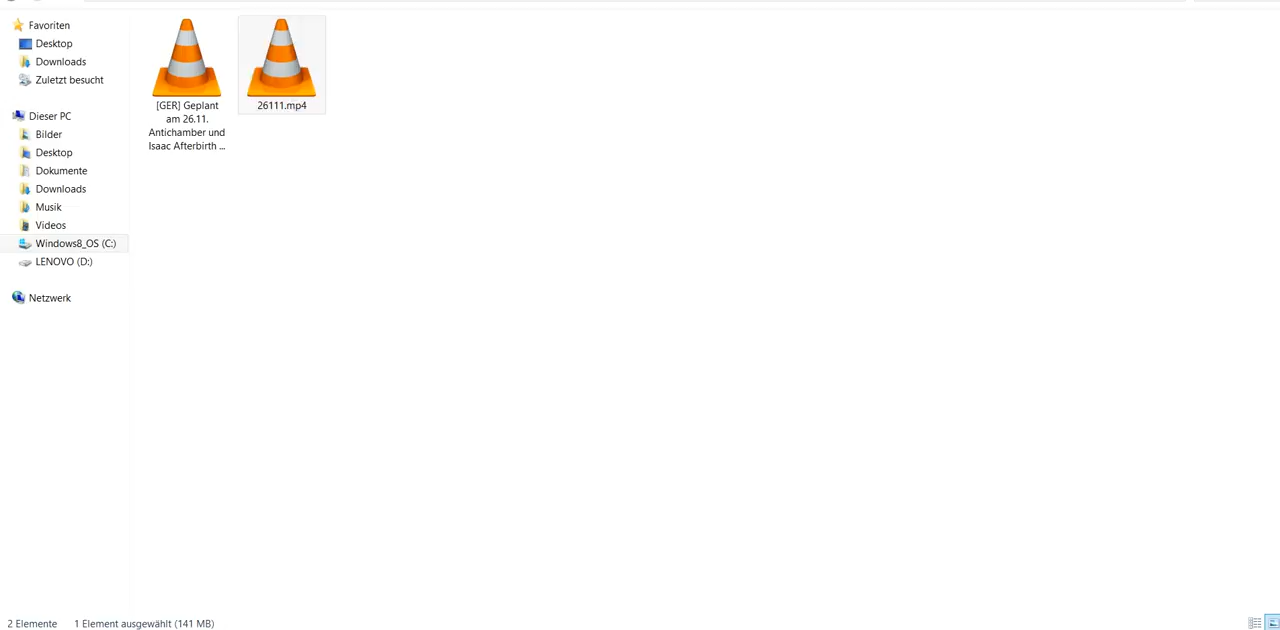 Favoriten
Desktop
Downloads
Zuletzt besucht
Dieser PC
Bilder
Desktop
Dokumente
Downloads
Musik
Videos
Windows8_OS (C:)
LENOVO (D:)
Netzwerk
[GER] Geplant
am 26.11.
Antichamber und
Isaac Afterbirth ...
26111.mp4
2 Elemente
1 Element ausgewählt (141 MB)